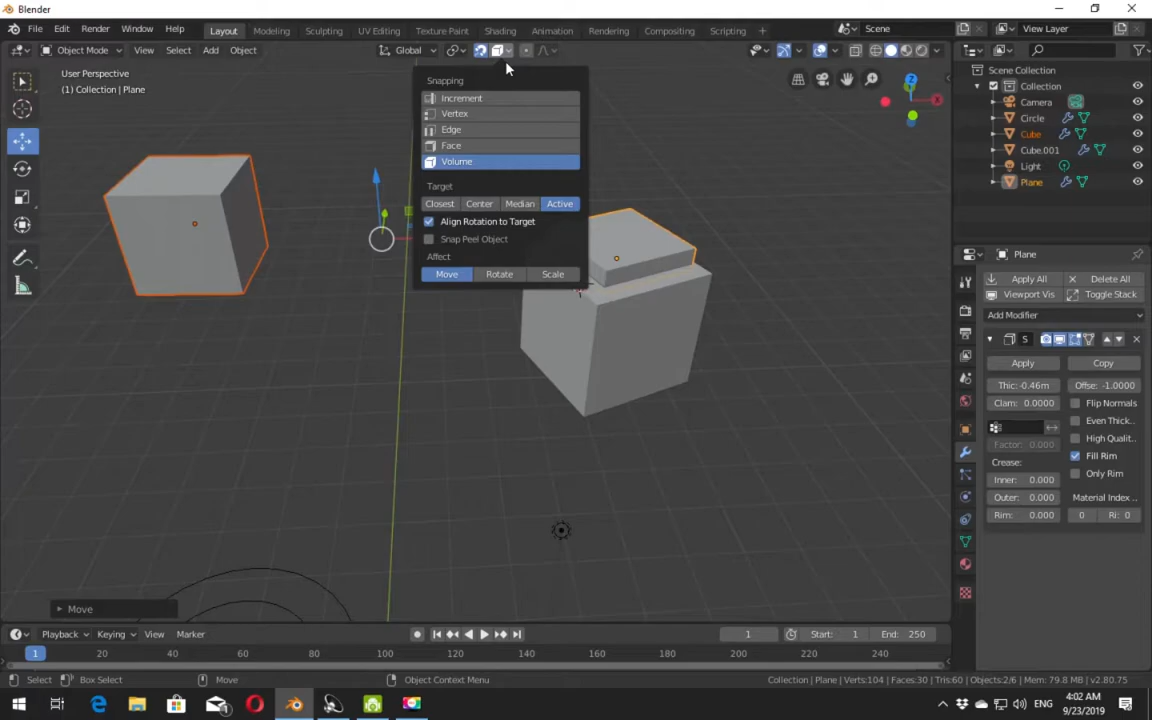 Blender
File Edit Render Window Help Layout Modeling Sculpting UV Editing Texture Paint Shading Animation Rendering Compositing Scripting + Scene View Layer
Object Mode View Select Add Object Global
User Perspective
(1) Collection | Plane
Snapping
Increment
Vertex
Edge
Face
Volume
Target
Closest Center Median Active
Align Rotation to Target
Snap Peel Object
Affect
Move Rotate Scale
Z
X
Scene Collection
Collection
Camera
Circle
Cube
Cube.001
Light
Plane
Plane
Apply All Delete All
Viewport Vis Toggle Stack
Add Modifier
S
Apply Copy
Thic: -0.46m Offse: -1.0000
Clam: 0.0000 Flip Normals
Even Thick..
Factor: 0.000 High Qualit..
Crease: Fill Rim
Inner: 0.000 Only Rim
Outer: 0.000 Material Index ..
Rim: 0.000 0 Ri: 0
Move
Playback Keying View Marker 1 Start: 1 End: 250
1 20 40 60 80 100 120 140 160 180 200 220 240
Select Box Select Move Object Context Menu Collection | Plane | Verts:104 | Faces:30 | Tris:60 | Objects:2/6 | Mem: 79.8 MB | v2.80.75
ENG 4:02 AM
9/23/2019